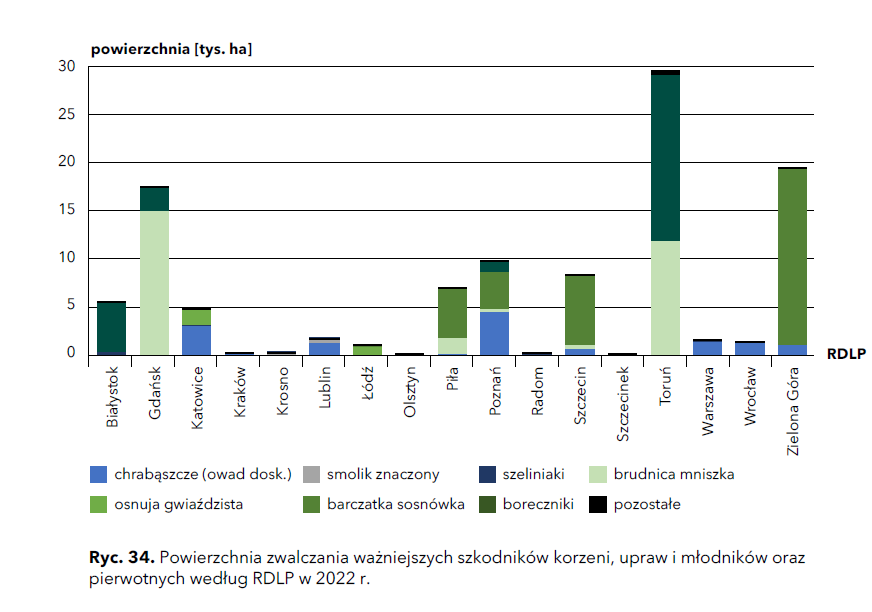 powierzchnia [tys. ha]
30
25
20
15
10
5
0
RDLP
Białystok
Gdańsk
Katowice
Kraków
Krosno
Lublin
Łódź
Olsztyn
Piła
Poznań
Radom
Szczecin
Szczecinek
Toruń
Warszawa
Wrocław
Zielona Góra
chrabąszcze (owad dosk.) smolik znaczony szeliniaki brudnica mniszka
osnuja gwiaździsta barczatka sosnówka boreczniki pozostałe
Ryc. 34. Powierzchnia zwalczania ważniejszych szkodników korzeni, upraw i młodników oraz
pierwotnych według RDLP w 2022 r.